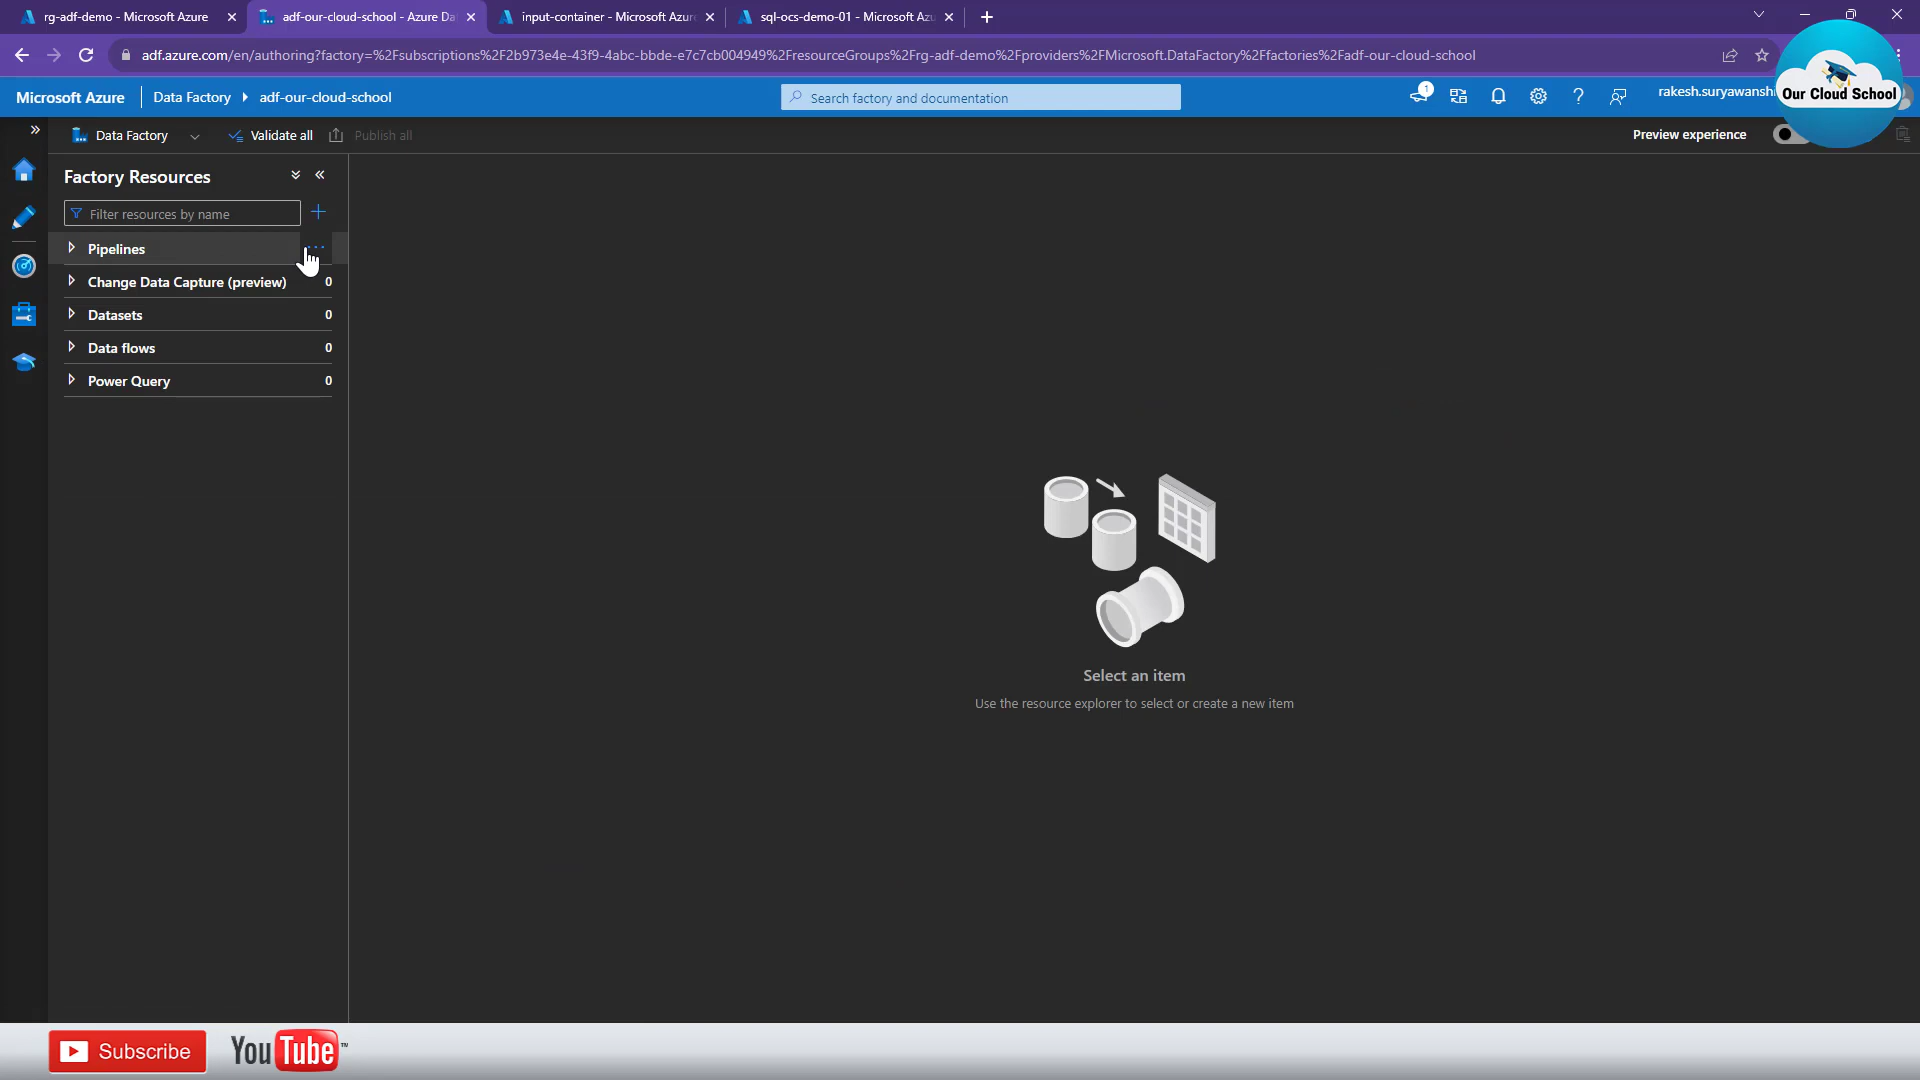 rg-adf-demo - Microsoft Azure
adf-our-cloud-school - Azure Da
input-container - Microsoft Azure
sql-ocs-demo-01 - Microsoft Azu
adf.azure.com/en/authoring?factory=%2Fsubscriptions%2F2b973e4e-43f9-4abc-bbde-e7c7cb004949%2FresourceGroups%2Frg-adf-demo%2Fproviders%2FMicrosoft.DataFactory%2Ffactories%2Fadf-our-cloud-school
Microsoft Azure
Data Factory
adf-our-cloud-school
Search factory and documentation
1
rakesh.suryawanshi
Our Cloud School
Data Factory
Validate all
Publish all
Preview experience
Factory Resources
Filter resources by name
Pipelines
Change Data Capture (preview) 0
Datasets 0
Data flows 0
Power Query 0
Select an item
Use the resource explorer to select or create a new item
Subscribe
YouTube ™